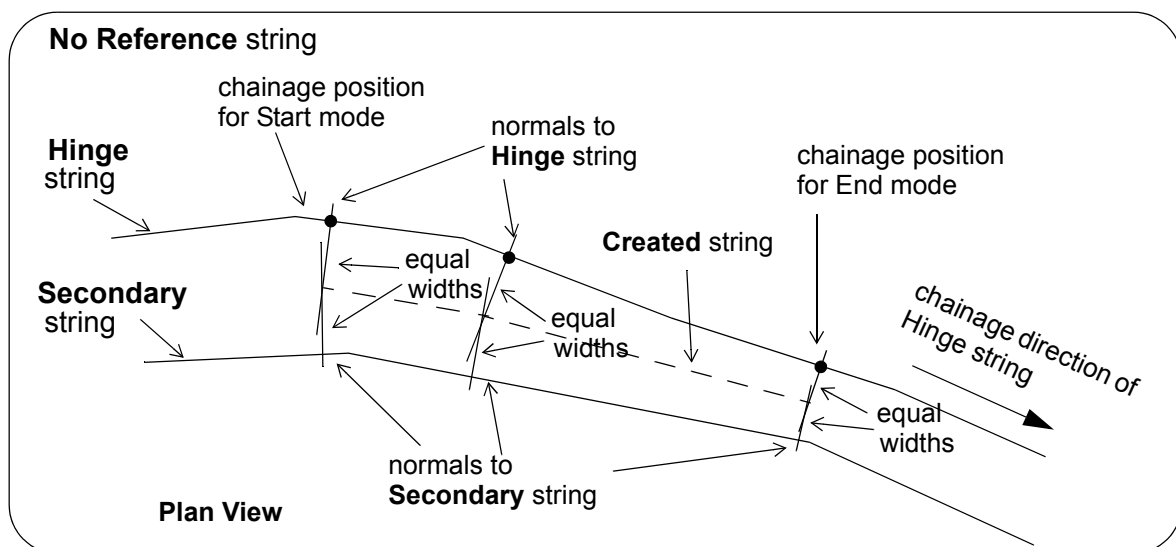 No Reference string
chainage position
for Start mode
normals to
Hinge string
Hinge
string
chainage position
for End mode
Created string
equal
widths
Secondary
string
equal
widths
chainage direction of
Hinge string
equal
widths
normals to
Secondary string
Plan View